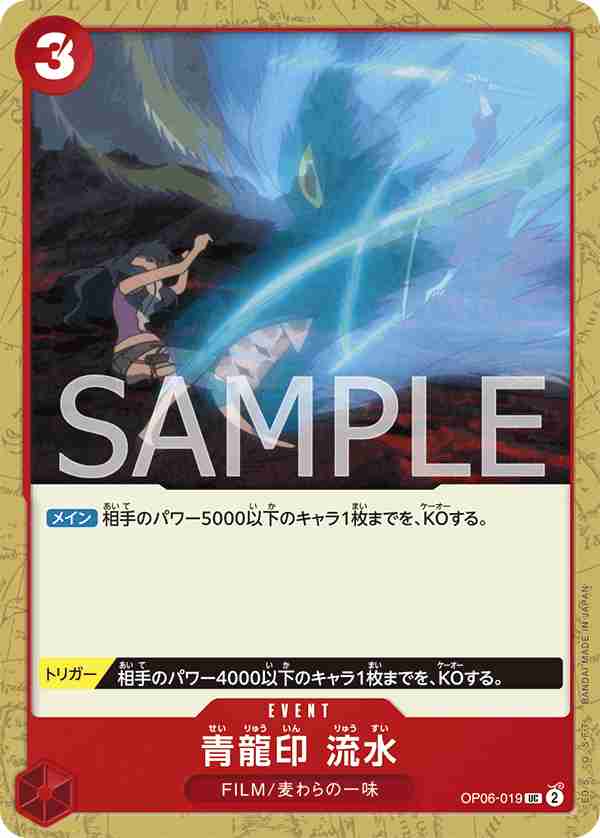 3
SAMPLE
メイン 相手のパワー5000以下のキャラ1枚までを、KOする。
トリガー 相手のパワー4000以下のキャラ1枚までを、KOする。
EVENT
青龍印 流水
FILM/麦わらの一味
OP06-019 UC 2
BANDAI MADE IN JAPAN